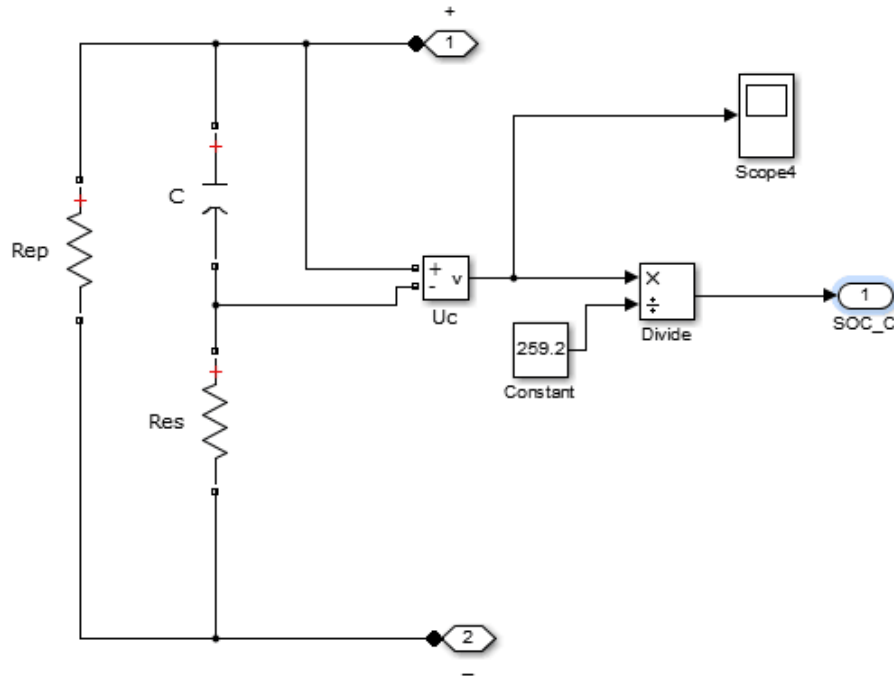 +
1
Scope4
C
Rep
+
-
v
Uc
×
÷
Divide
1
SOC_C
259.2
Constant
Res
2
–